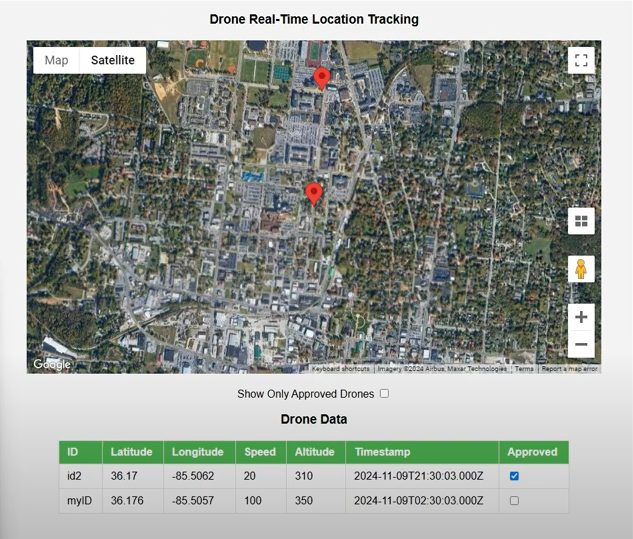 Drone Real-Time Location Tracking
Map Satellite
Google
Keyboard shortcuts Imagery ©2024 Airbus, Maxar Technologies Terms Report a map error
Show Only Approved Drones
Drone Data
ID Latitude Longitude Speed Altitude Timestamp Approved
id2 36.17 -85.5062 20 310 2024-11-09T21:30:03.000Z
myID 36.176 -85.5057 100 350 2024-11-09T02:30:03.000Z